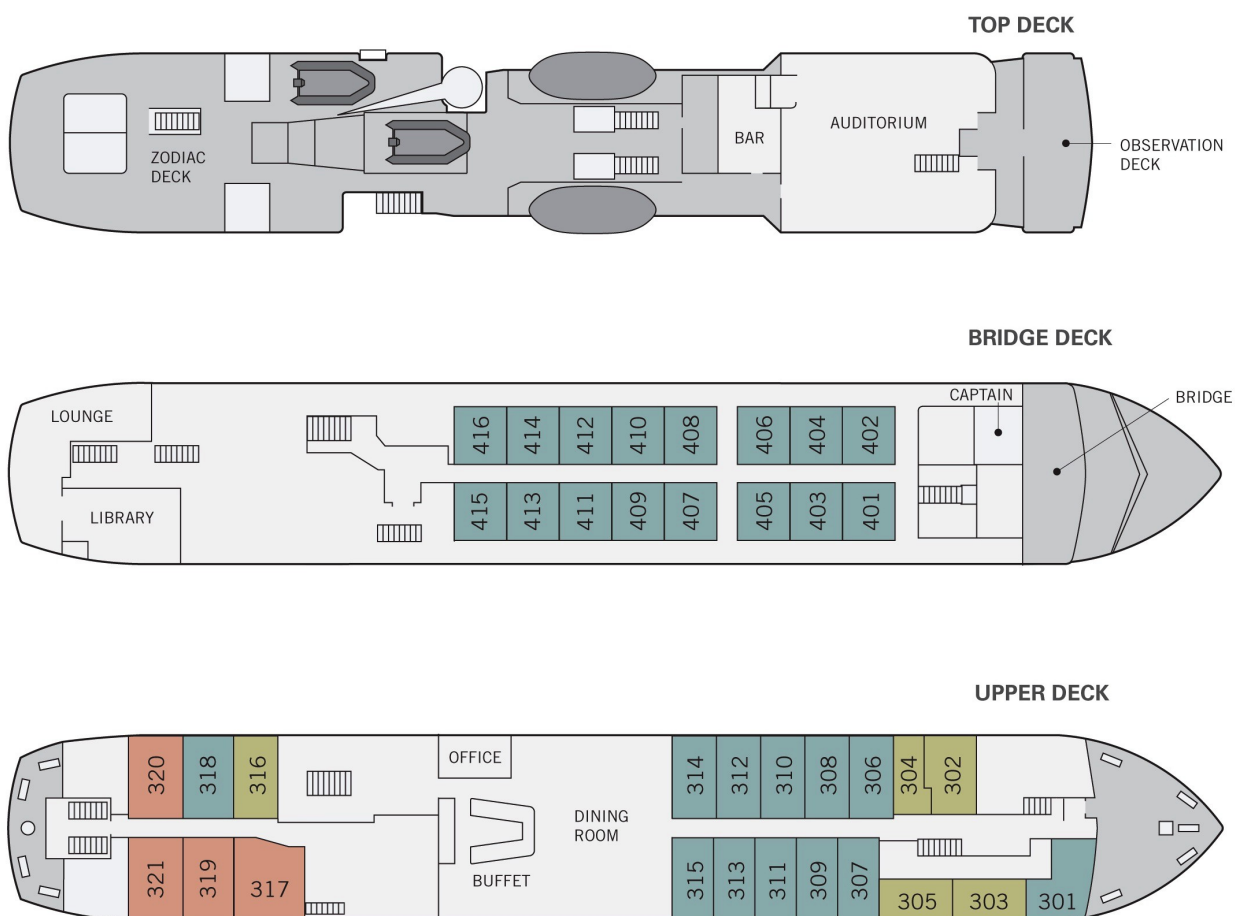 TOP DECK
BAR
AUDITORIUM
ZODIAC
DECK
OBSERVATION
DECK
BRIDGE DECK
LOUNGE
CAPTAIN
BRIDGE
416 414 412 410 408 406 404 402
LIBRARY
415 413 411 409 407 405 403 401
UPPER DECK
OFFICE
320 318 316
314 312 310 308 306 304 302
DINING
ROOM
BUFFET
321 319 317
315 313 311 309 307 305 303 301